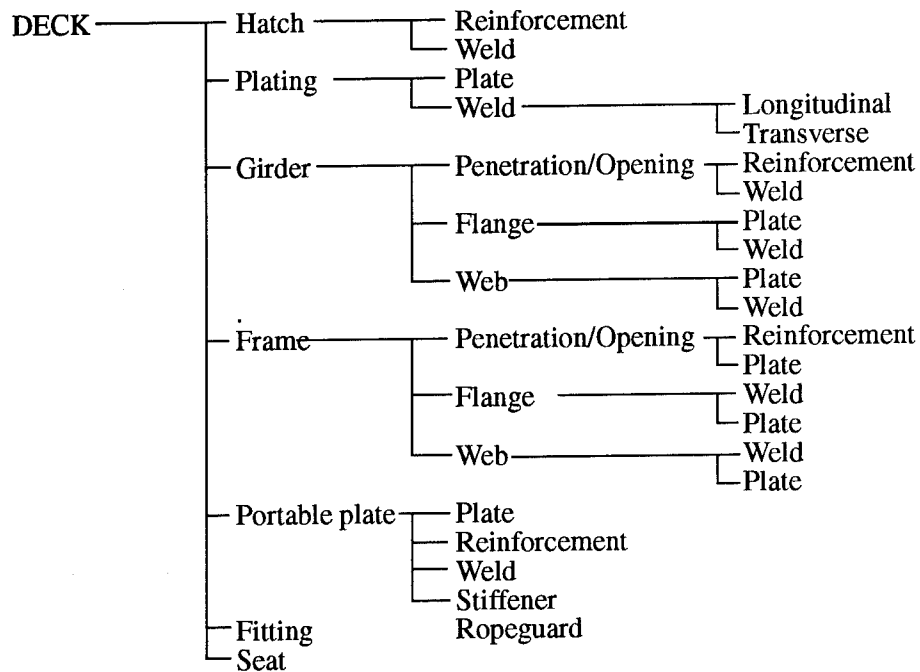 DECK Hatch Reinforcement
Weld
Plating Plate
Weld Longitudinal
Transverse
Girder Penetration/Opening Reinforcement
Weld
Flange Plate
Weld
Web Plate
Weld
Frame Penetration/Opening Reinforcement
Plate
Flange Weld
Plate
Web Weld
Plate
Portable plate Plate
Reinforcement
Weld
Stiffener
Fitting Ropeguard
Seat